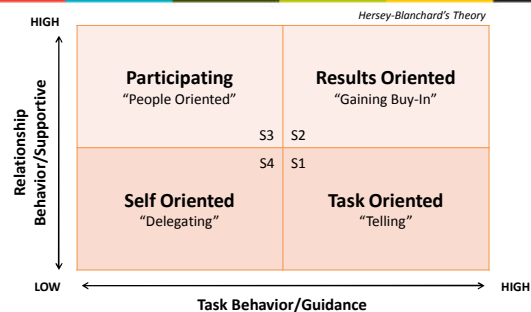 Hersey-Blanchard's Theory
HIGH
Relationship
Behavior/Supportive
Participating
"People Oriented"
Results Oriented
"Gaining Buy-In"
S3
S2
S4
S1
Self Oriented
"Delegating"
Task Oriented
"Telling"
LOW
HIGH
Task Behavior/Guidance